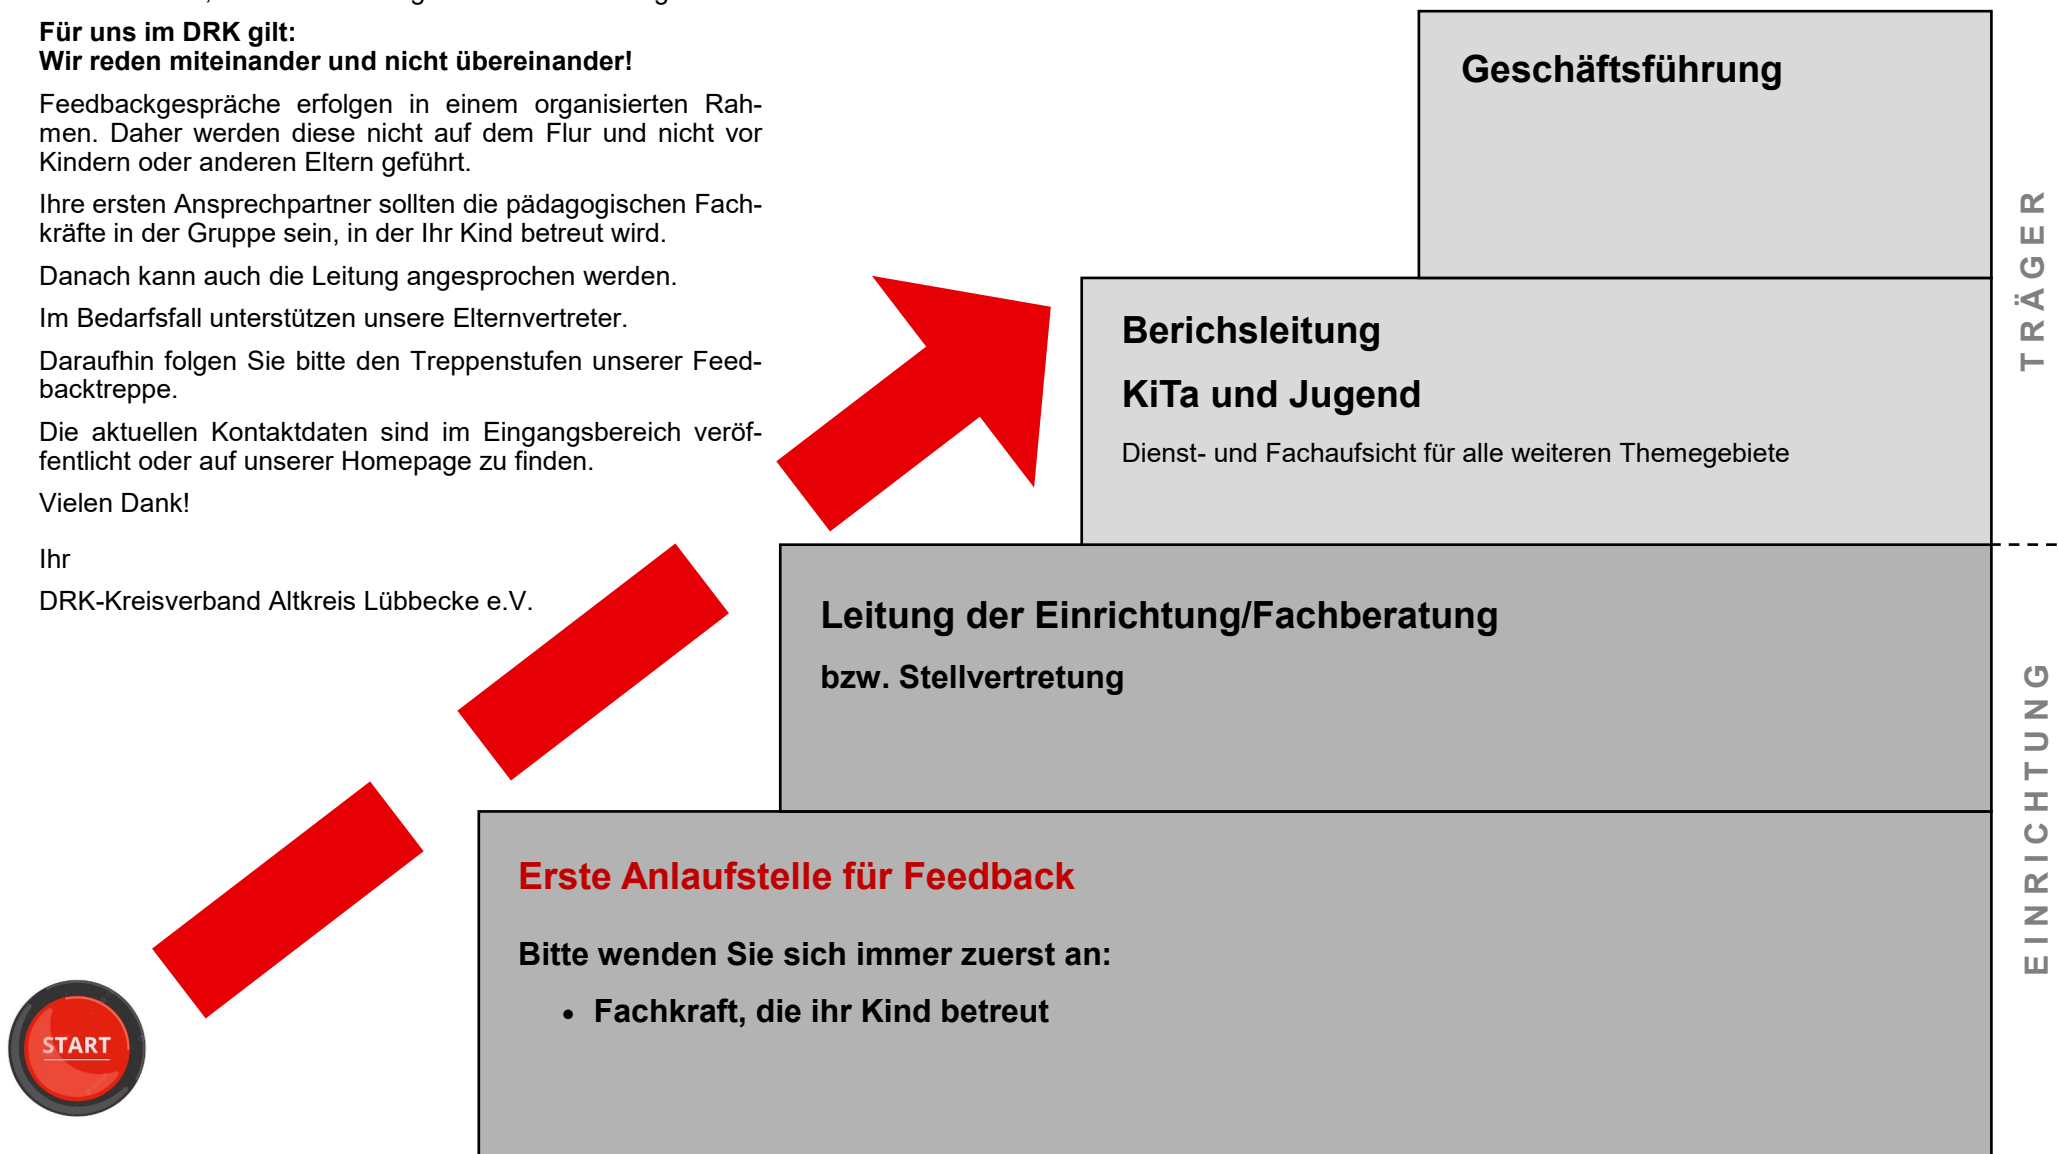 Für uns im DRK gilt:
Wir reden miteinander und nicht übereinander!
Feedbackgespräche erfolgen in einem organisierten Rah-
men. Daher werden diese nicht auf dem Flur und nicht vor
Kindern oder anderen Eltern geführt.
Ihre ersten Ansprechpartner sollten die pädagogischen Fach-
kräfte in der Gruppe sein, in der Ihr Kind betreut wird.
Danach kann auch die Leitung angesprochen werden.
Im Bedarfsfall unterstützen unsere Elternvertreter.
Daraufhin folgen Sie bitte den Treppenstufen unserer Feed-
backtreppe.
Die aktuellen Kontaktdaten sind im Eingangsbereich veröf-
fentlicht oder auf unserer Homepage zu finden.
Vielen Dank!
Ihr
DRK-Kreisverband Altkreis Lübbecke e.V.
Geschäftsführung
Berichsleitung
KiTa und Jugend
Dienst- und Fachaufsicht für alle weiteren Themegebiete
TRÄGER
Leitung der Einrichtung/Fachberatung
bzw. Stellvertretung
EINRICHTUNG
Erste Anlaufstelle für Feedback
Bitte wenden Sie sich immer zuerst an:
• Fachkraft, die ihr Kind betreut
START